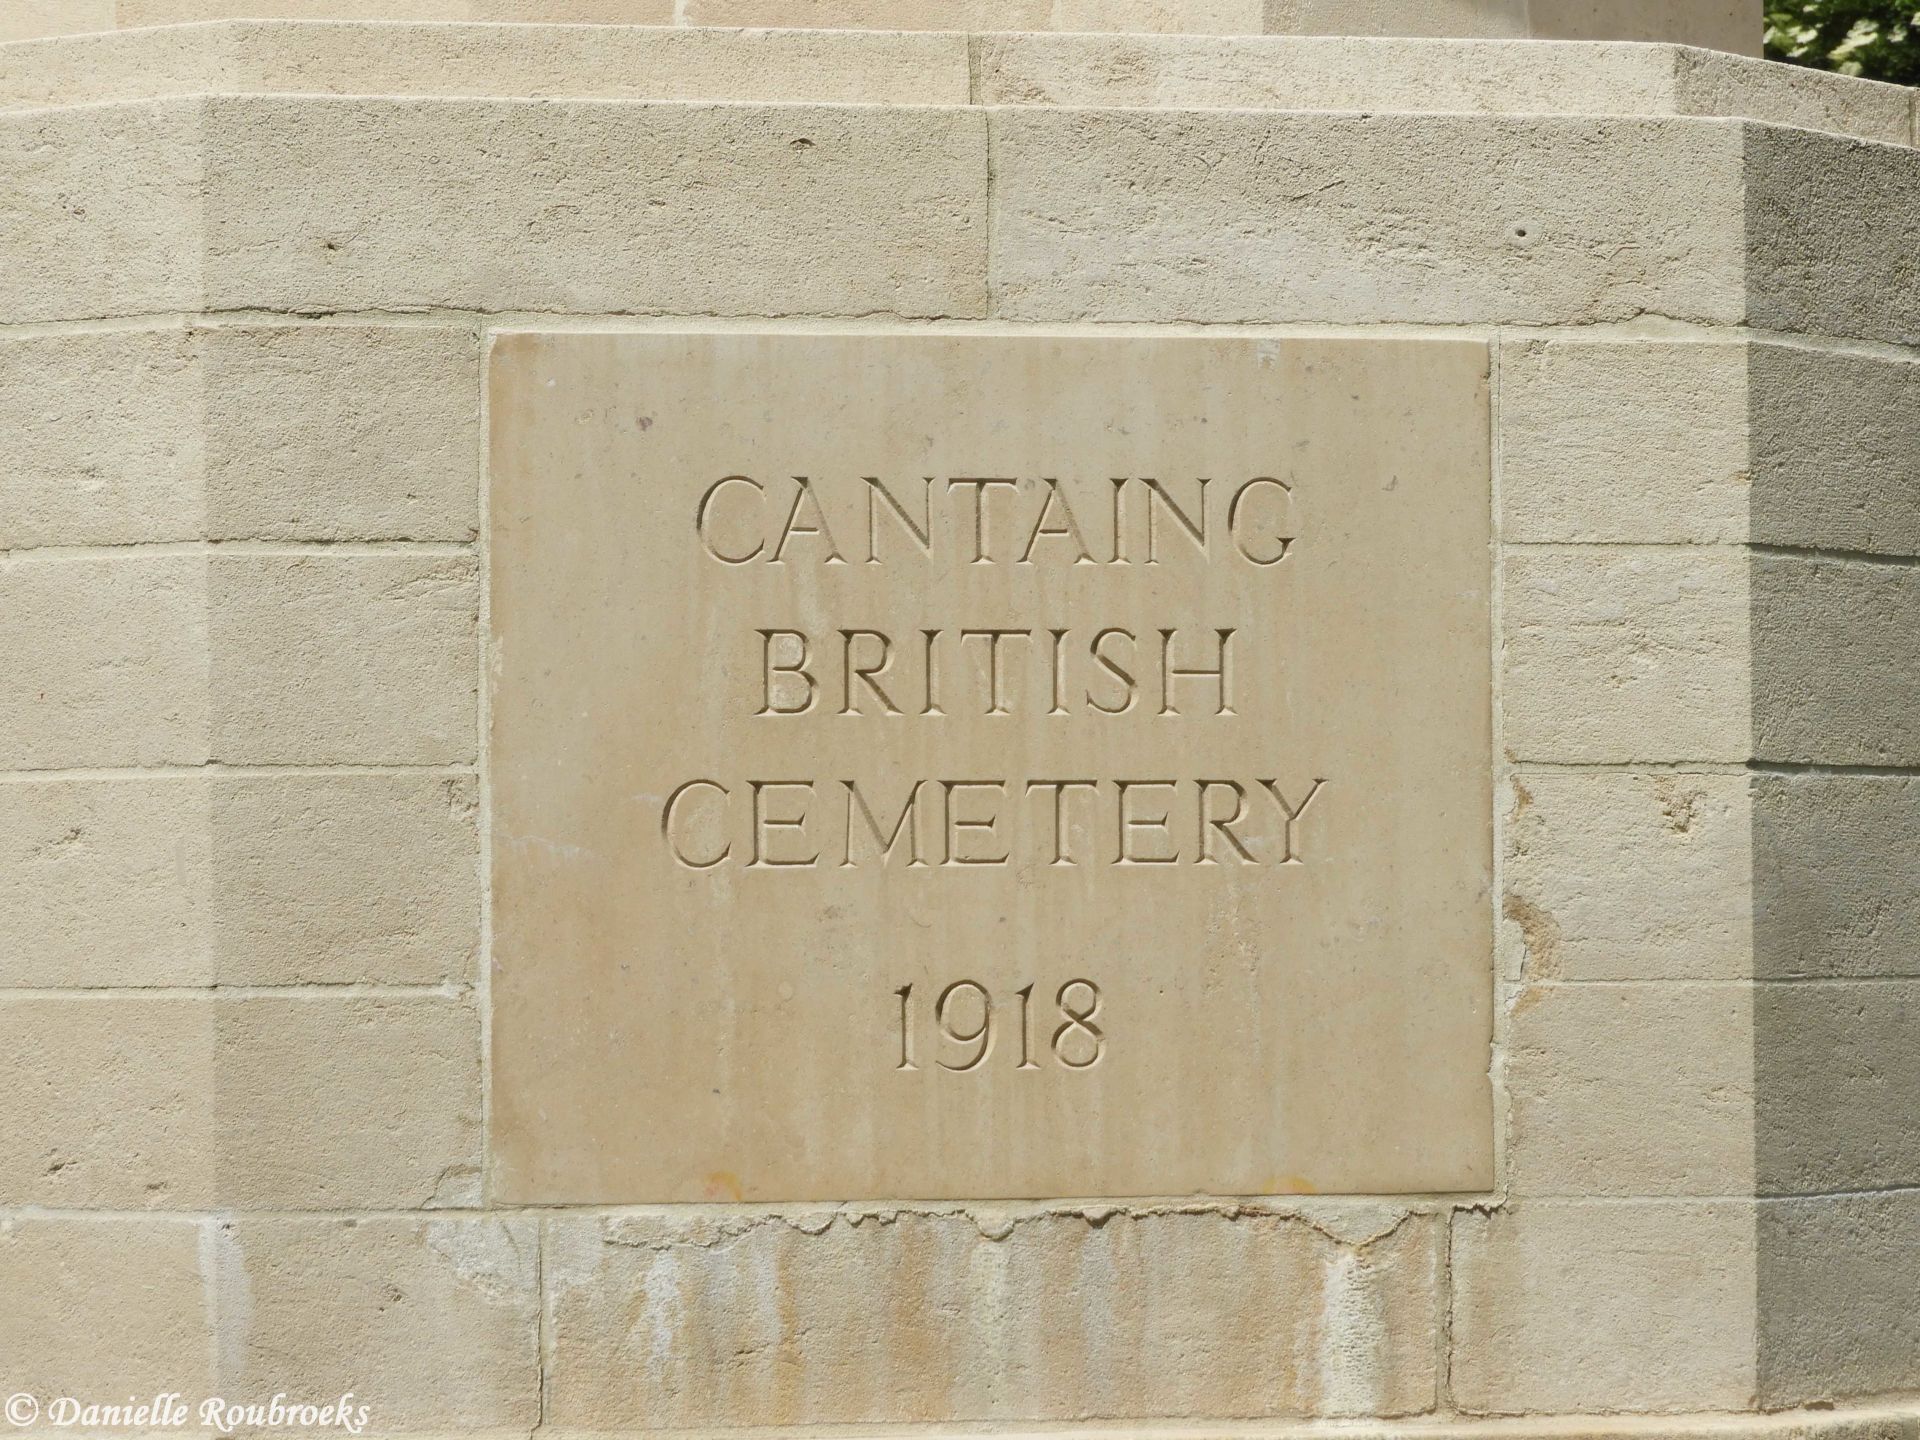 CANTAING
BRITISH
CEMETERY
1918
© Danielle Roubroeks